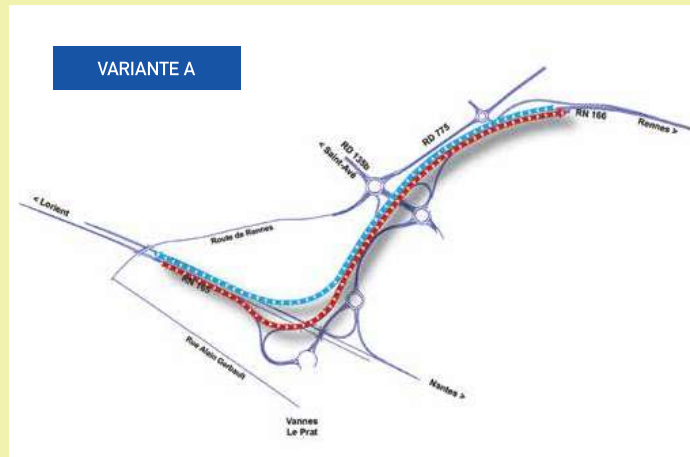 VARIANTE A
RN 166
Rennes >
RD 775
RD 135b
< Saint-Avé
< Lorient
Route de Rennes
RN 165
Rue Alain Gerbault
Nantes >
Vannes
Le Prat